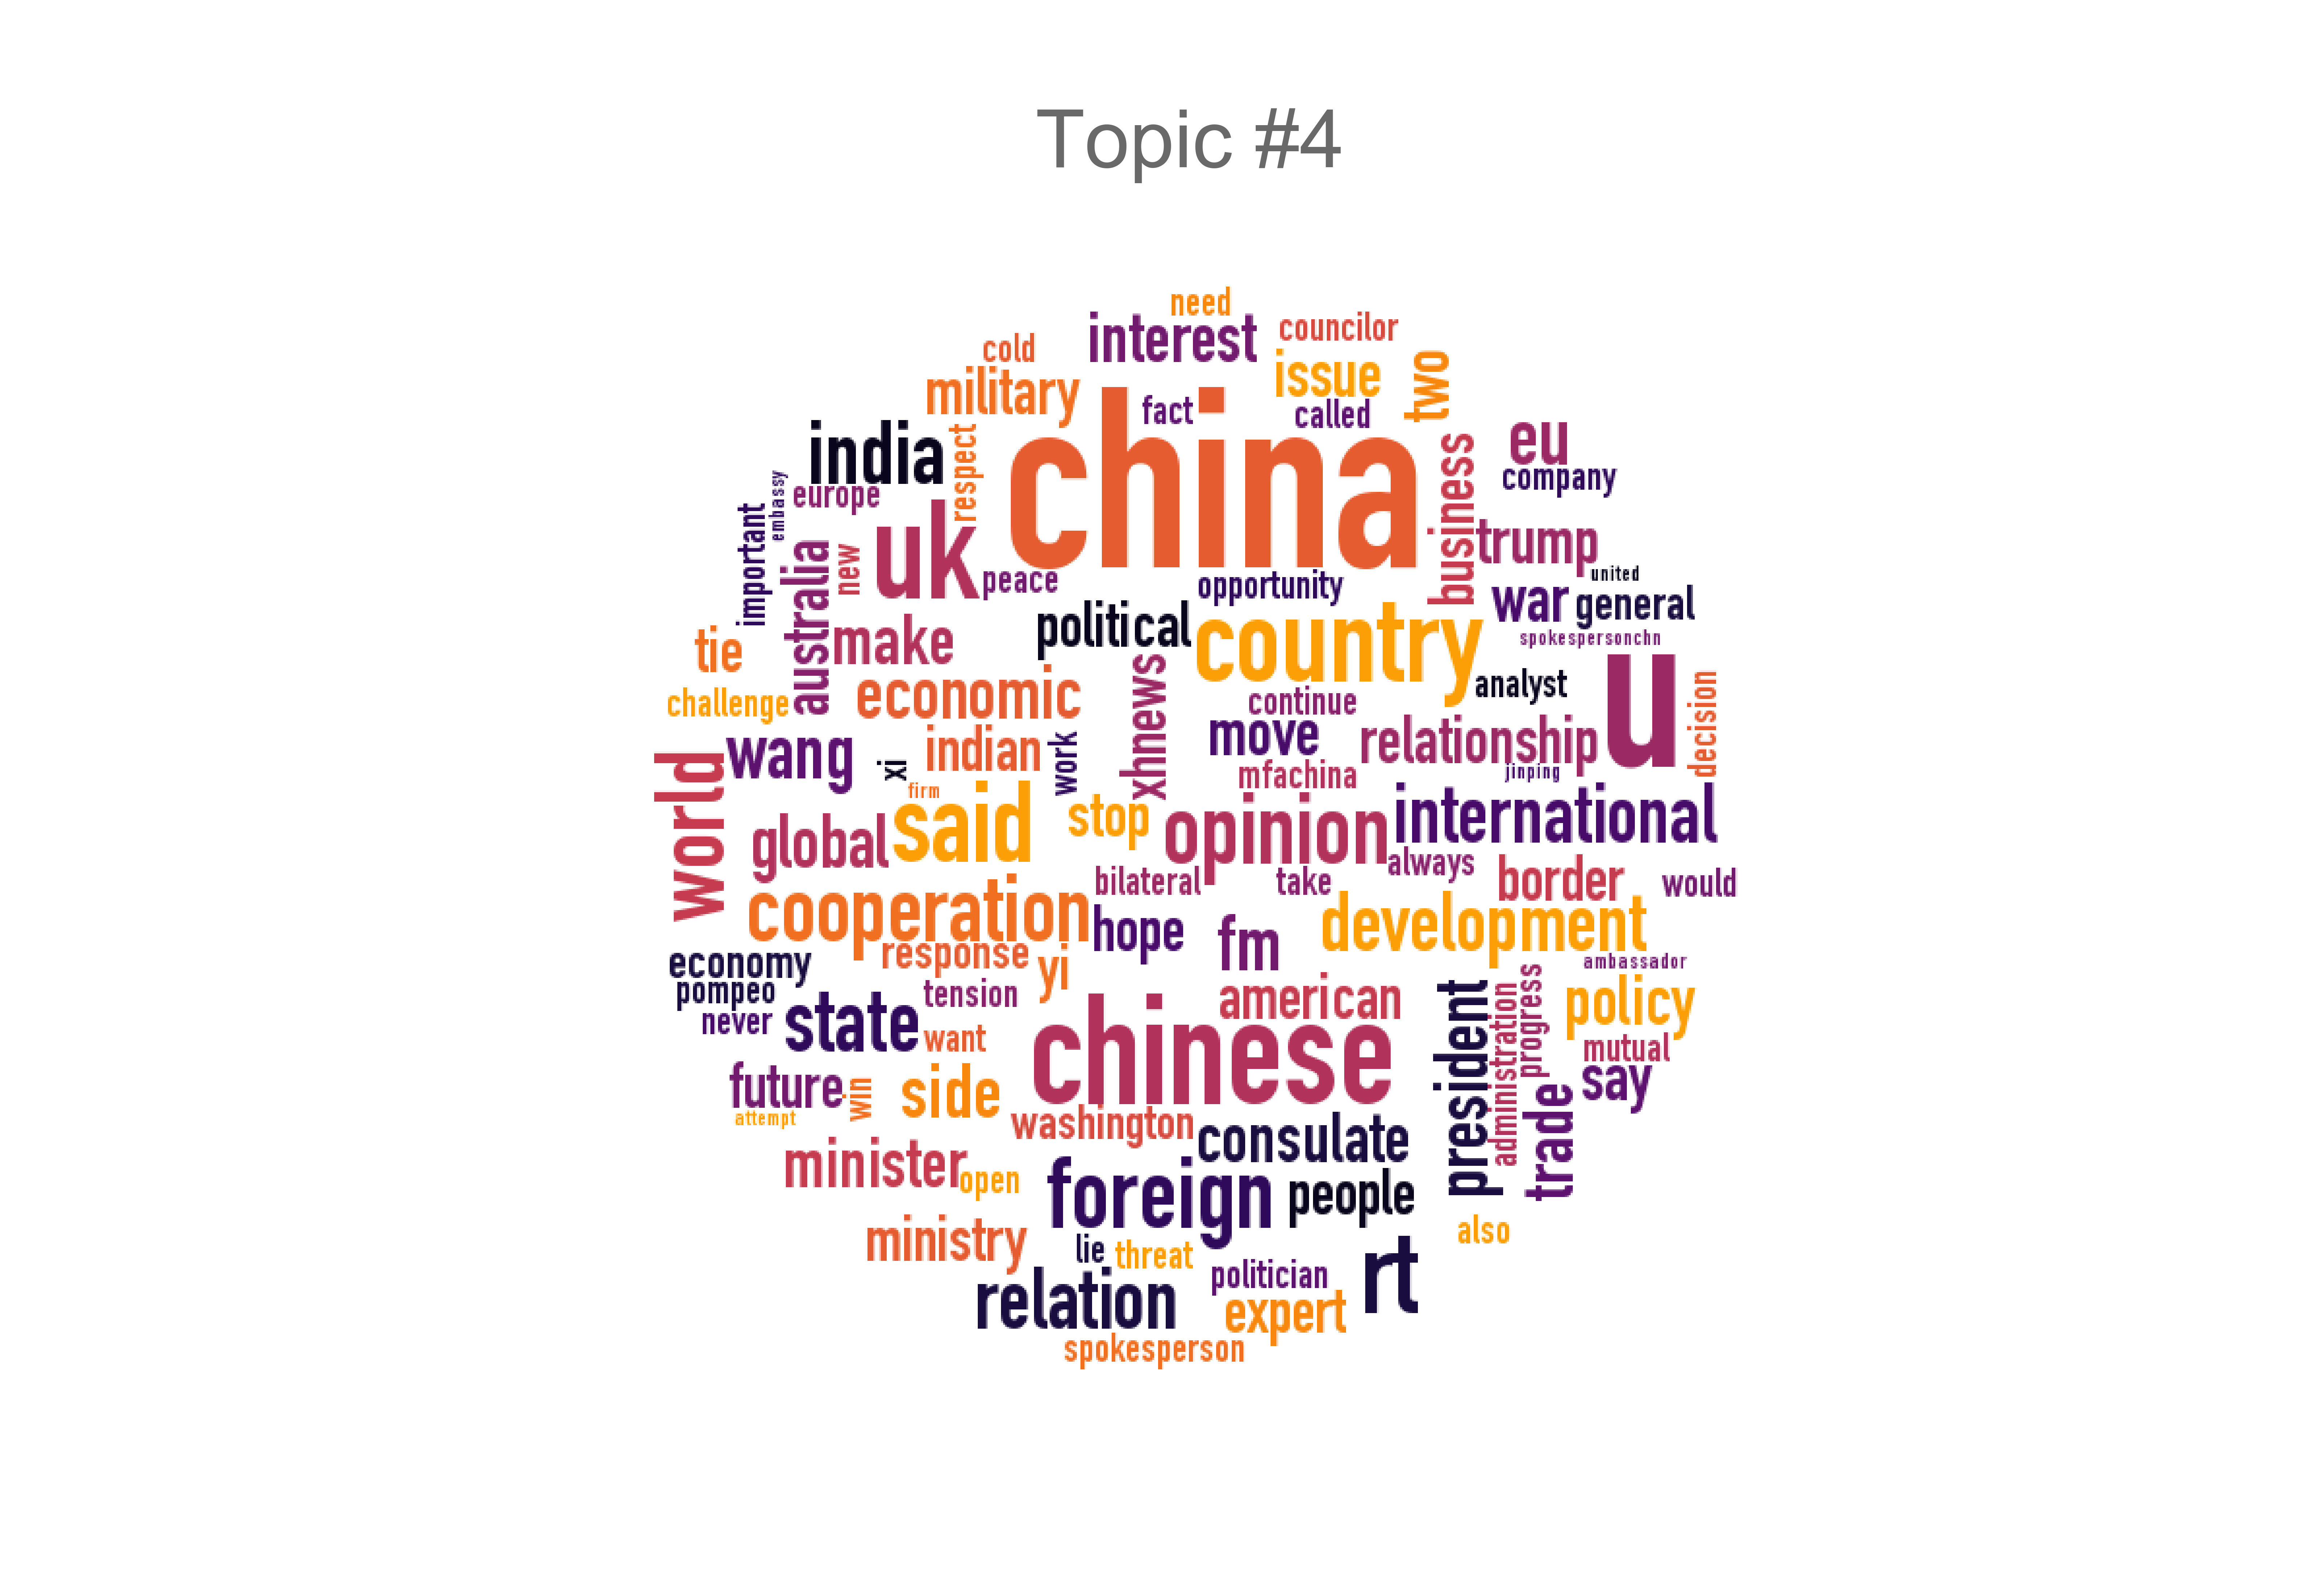 Topic #4
need
interest
councilor
cold
issue
two
military
china
fact
called
india
respect
eu
business
company
europe
embassy
important
uk
trump
australia
new
peace
opportunity
united
war
general
political
country
spokespersonchn
tie
make
xhnews
u
economic
analyst
decision
challenge
continue
move
relationship
wang
indian
work
world
xi
mfachina
jinping
firm
said
stop
opinion
international
global
always
bilateral
take
border
would
cooperation
hope
development
fm
response
yi
economy
ambassador
pompeo
tension
american
president
administration
progress
policy
never
state
want
chinese
mutual
future
win
side
say
attempt
washington
consulate
trade
minister
open
foreign
people
ministry
lie
threat
also
rt
relation
politician
expert
spokesperson